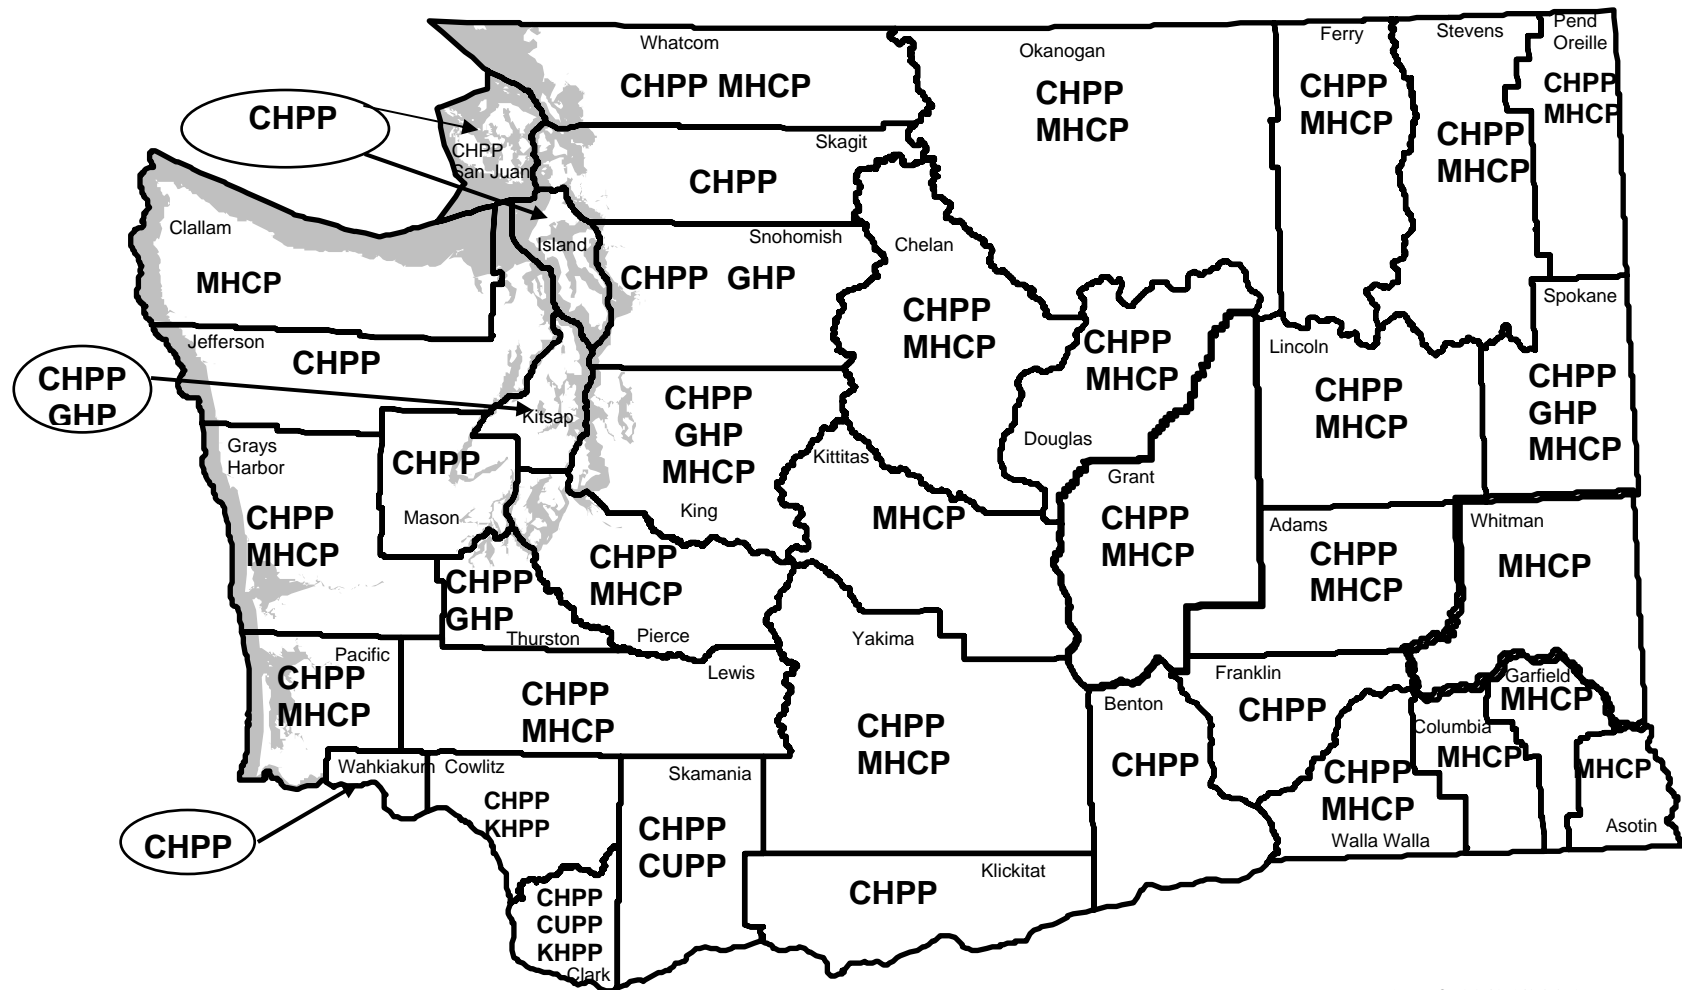 Whatcom
CHPP MHCP
Okanogan
CHPP
MHCP
Ferry
CHPP
MHCP
Stevens
CHPP
MHCP
Pend
Oreille
CHPP
MHCP
CHPP
CHPP
San Juan
Skagit
CHPP
Clallam
MHCP
Island
Snohomish
CHPP GHP
Chelan
CHPP
MHCP
CHPP
MHCP
Douglas
Lincoln
CHPP
MHCP
Spokane
CHPP
GHP
MHCP
Jefferson
CHPP
CHPP
GHP
Kitsap
CHPP
GHP
MHCP
King
Kittitas
MHCP
Grant
CHPP
MHCP
Grays
Harbor
CHPP
MHCP
CHPP
Mason
Adams
CHPP
MHCP
Whitman
MHCP
CHPP
GHP
Thurston
CHPP
MHCP
Pierce
Yakima
CHPP
MHCP
Pacific
CHPP
MHCP
Lewis
CHPP
MHCP
Benton
CHPP
Franklin
CHPP
Garfield
MHCP
Columbia
MHCP
MHCP
Asotin
CHPP
MHCP
Walla Walla
Wahkiakum
CHPP
Cowlitz
CHPP
KHPP
Skamania
CHPP
CUPP
Klickitat
CHPP
CHPP
CUPP
KHPP
Clark